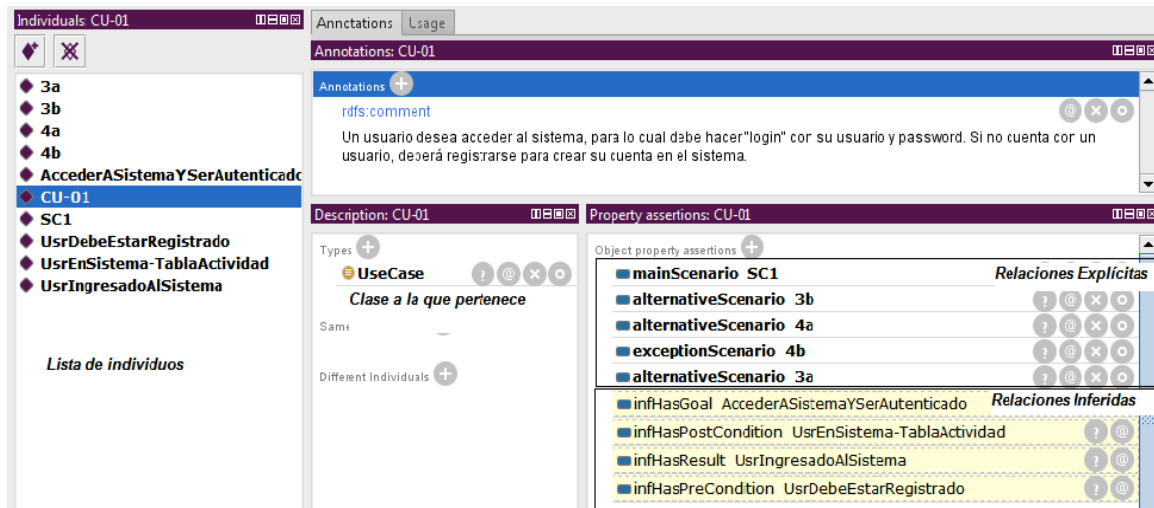 Individuals: CU-01
3a
3b
4a
4b
AccederASistemaYSerAutenticado
CU-01
SC1
UsrDebeEstarRegistrado
UsrEnSistema-TablaActividad
UsrIngresadoAlSistema
Lista de individuos
Annotations Usage
Annotations: CU-01
Annotations
rdfs:comment
Un usuario desea acceder al sistema, para lo cual debe hacer"login" con su usuario y password. Si no cuenta con un
usuario, deberá registrarse para crear su cuenta en el sistema.
Description: CU-01
Types
UseCase
Clase a la que pertenece
Same
Different Individuals
Property assertions: CU-01
Object property assertions
mainScenario SC1
Relaciones Explícitas
alternativeScenario 3b
alternativeScenario 4a
exceptionScenario 4b
alternativeScenario 3a
infHasGoal AccederASistemaYSerAutenticado
Relaciones Inferidas
infHasPostCondition UsrEnSistema-TablaActividad
infHasResult UsrIngresadoAlSistema
infHasPreCondition UsrDebeEstarRegistrado